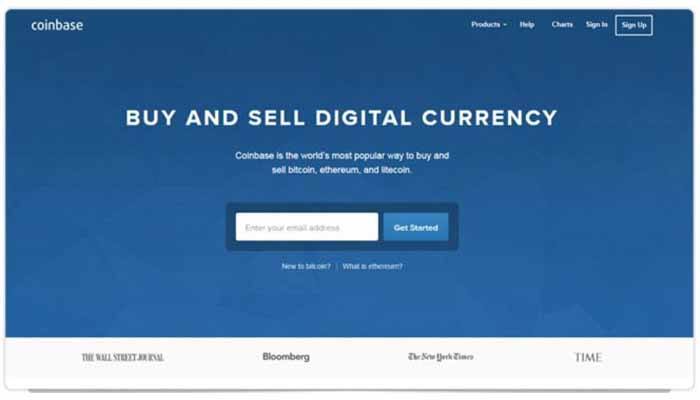 coinbase
Products Help Charts Sign In Sign Up
BUY AND SELL DIGITAL CURRENCY
Coinbase is the world's most popular way to buy and
sell bitcoin, ethereum, and litecoin.
Enter your email address Get Started
New to bitcoin? | What is ethereum?
THE WALL STREET JOURNAL Bloomberg The New York Times TIME